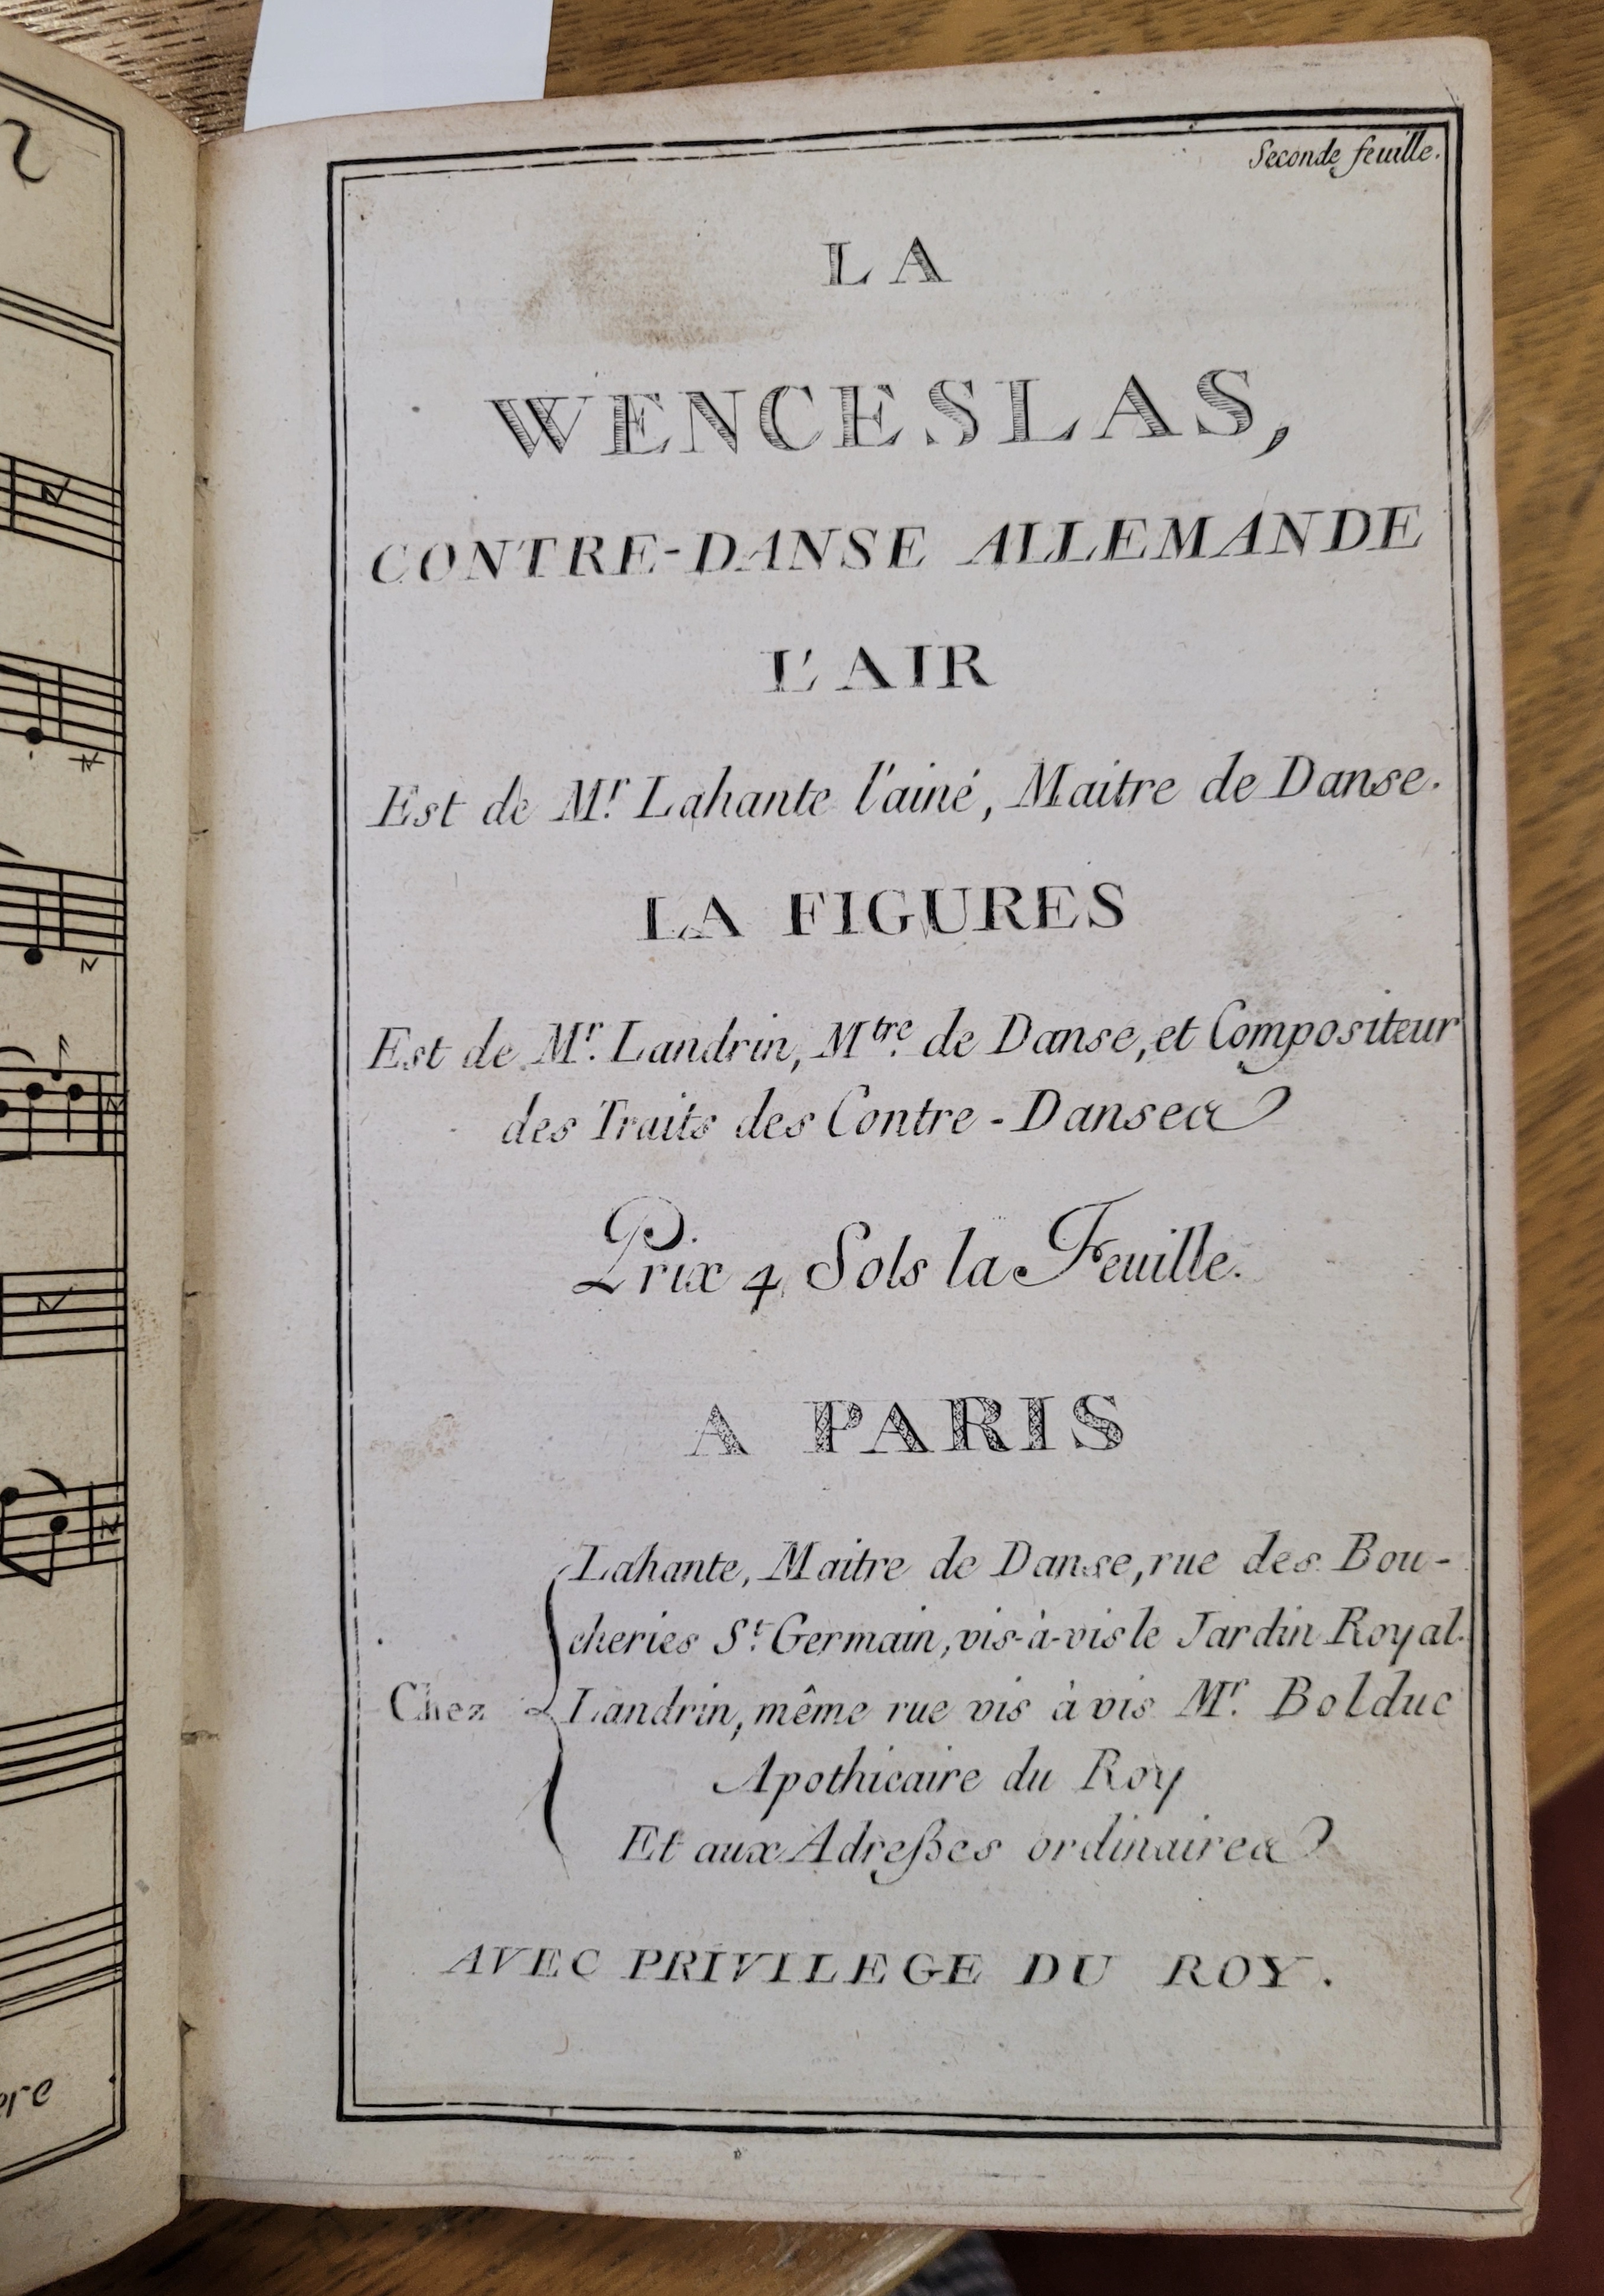 Seconde feuille.
LA
WENCESLAS,
CONTRE-DANSE ALLEMANDE
L'AIR
Est de Mr. Lahante l'ainé, Maitre de Danse.
LA FIGURES
Est de Mr. Landrin, Mtre. de Danse, et Compositeur
des Traits des Contre-Danses
Prix 4 Sols la Feuille.
A PARIS
Chez
Lahante, Maitre de Danse, rue des Bou-
cheries St. Germain, vis-à-vis le Jardin Royal.
Landrin, même rue vis à vis Mr. Bolduc
Apothicaire du Roy
Et aux Adreßes ordinaires
AVEC PRIVILEGE DU ROY.